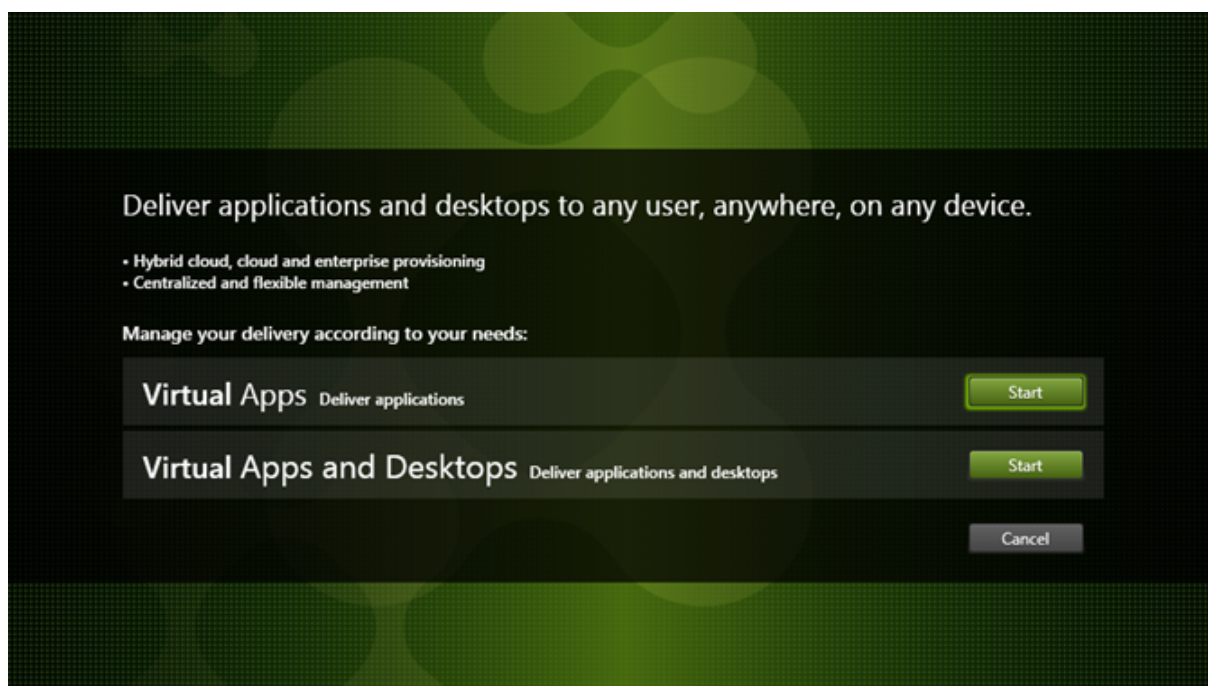 Deliver applications and desktops to any user, anywhere, on any device.
• Hybrid cloud, cloud and enterprise provisioning
• Centralized and flexible management
Manage your delivery according to your needs:
Virtual Apps Deliver applications Start
Virtual Apps and Desktops Deliver applications and desktops Start
Cancel